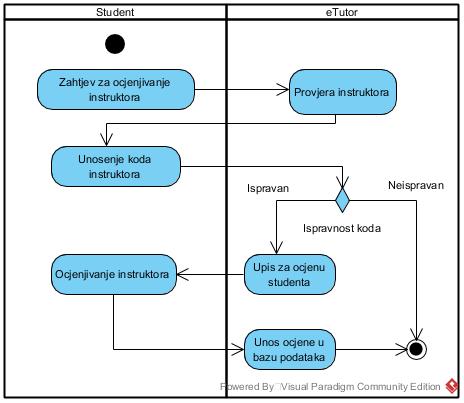 Student
eTutor
Zahtjev za ocjenjivanje
instruktora
Provjera instruktora
Unosenje koda
instruktora
Ispravan
Neispravan
Ispravnost koda
Ocjenjivanje instruktora
Upis za ocjenu
studenta
Unos ocjene u
bazu podataka
Powered By Visual Paradigm Community Edition